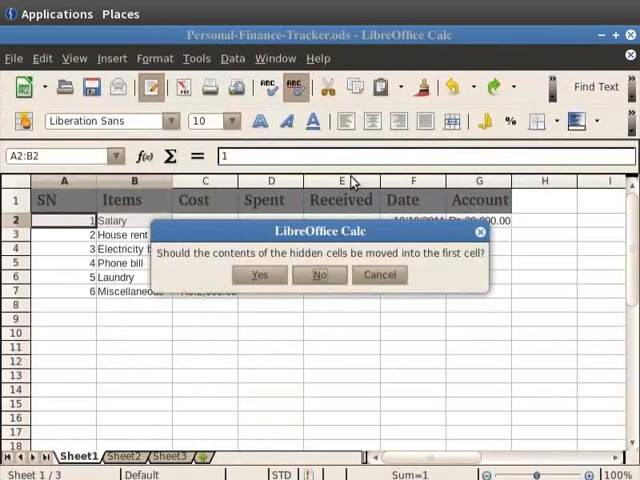 Applications Places
Personal-Finance-Tracker.ods - LibreOffice Calc
File Edit View Insert Format Tools Data Window Help
Find Text
Liberation Sans 10 %
A2:B2 f(x) Σ = 1
A B C D E F G H I
1 SN Items Cost Spent Received Date Account
2 1 Salary
3 2 House rent
4 3 Electricity b
5 4 Phone bill
6 5 Laundry
7 6 Miscellaneous
8
9
10
11
12
13
14
15
16
17
18
LibreOffice Calc
Should the contents of the hidden cells be moved into the first cell?
Yes No Cancel
Sheet1 Sheet2 Sheet3
Sheet 1 / 3 Default STD Sum=1 100%